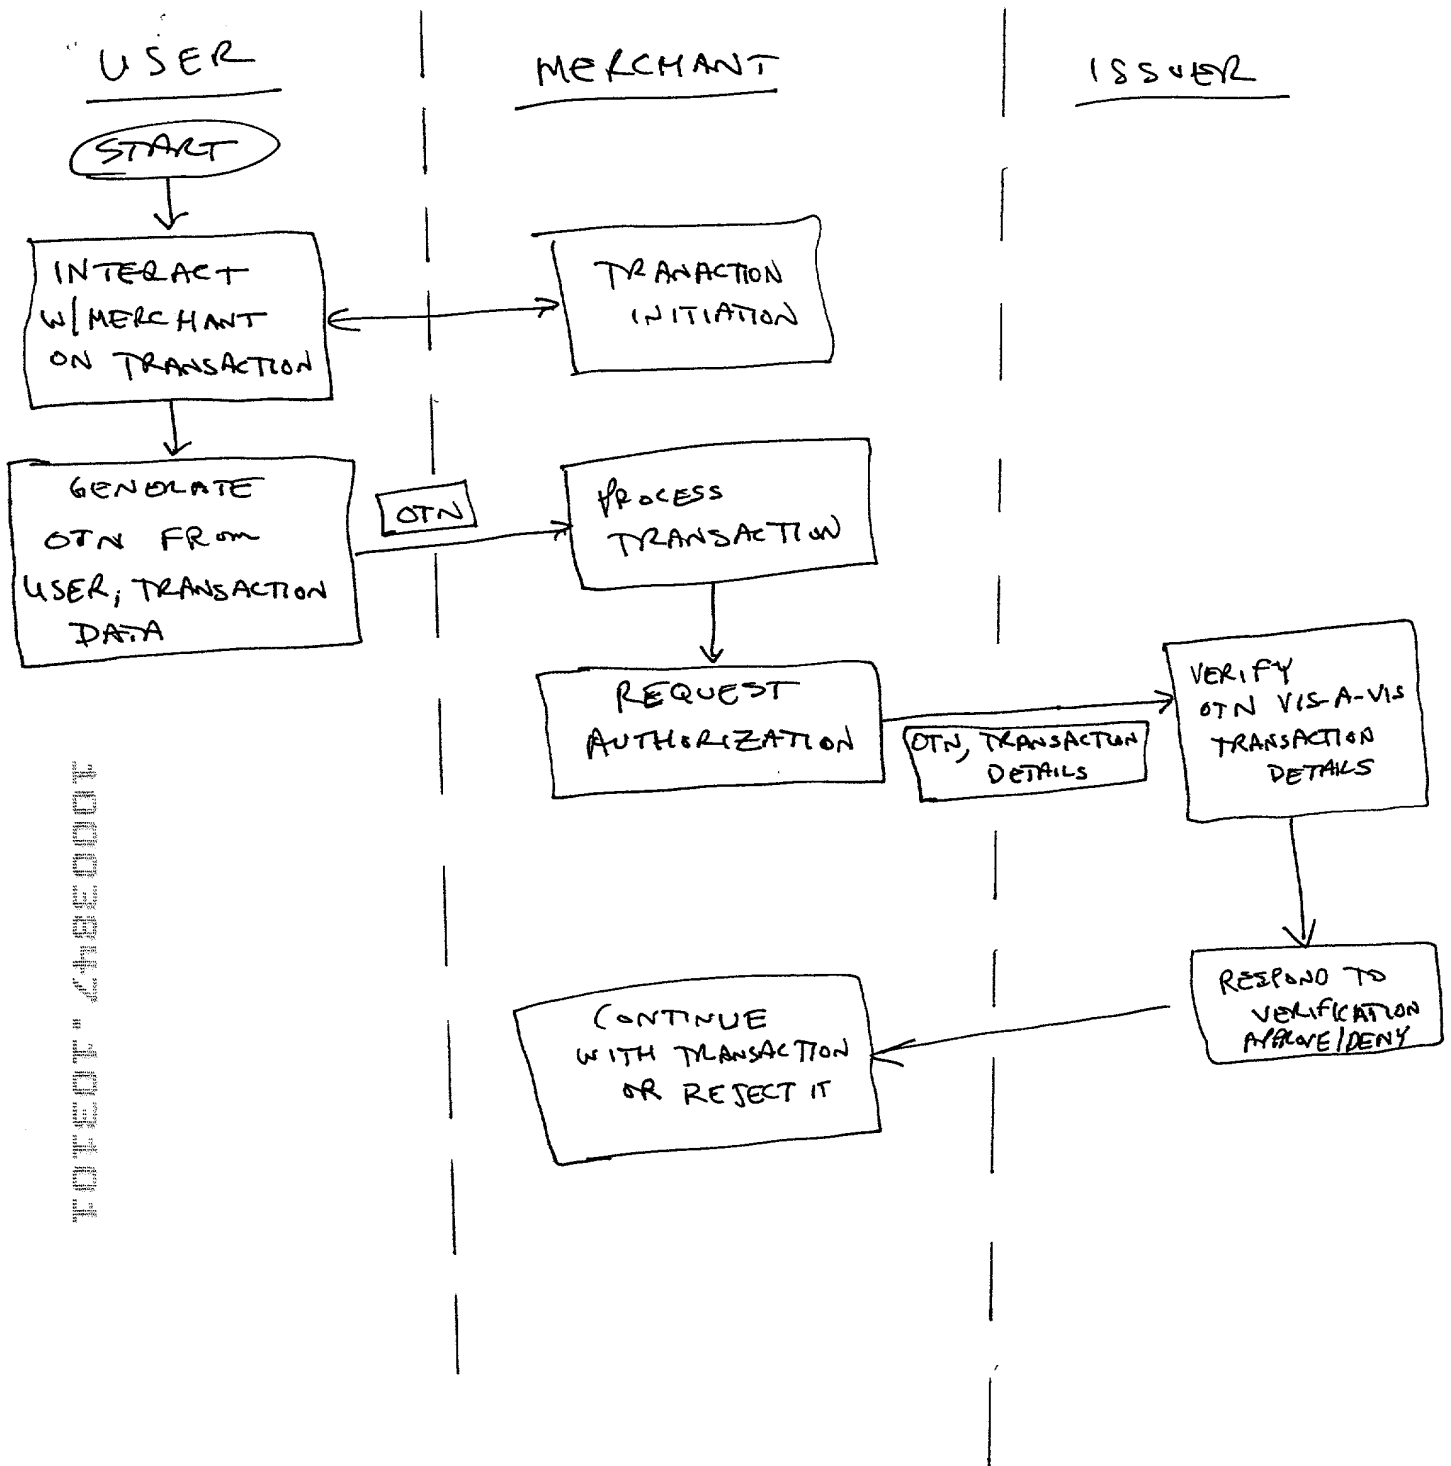 USER
MERCHANT
ISSUER
START
INTERACT
W/MERCHANT
ON TRANSACTION
TRANACTION
INITIATION
GENERATE
OTN FROM
USER, TRANSACTION
DATA
OTN
PROCESS
TRANSACTION
REQUEST
AUTHORIZATION
OTN, TRANSACTION
DETAILS
VERIFY
OTN VIS-A-VIS
TRANSACTION
DETAILS
RESPOND TO
VERIFICATION
APPROVE/DENY
CONTINUE
WITH TRANSACTION
OR REJECT IT